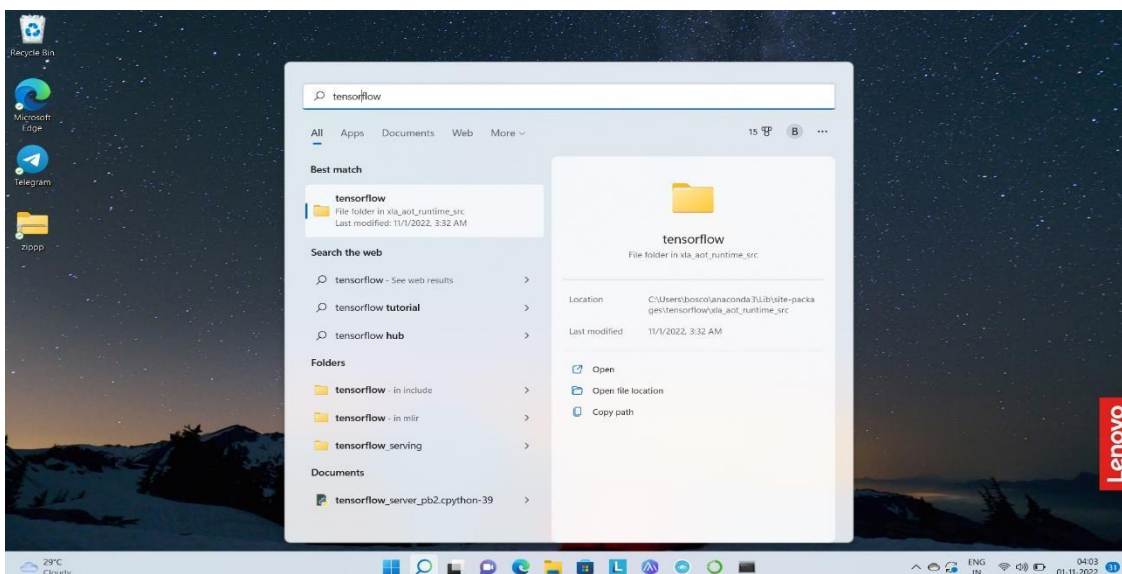 Recycle Bin
Microsoft
Edge
Telegram
zippp
tensorflow
All Apps Documents Web More
15 B ...
Best match
tensorflow
File folder in xla_aot_runtime_src
Last modified: 11/1/2022, 3:32 AM
Search the web
tensorflow - See web results
tensorflow tutorial
tensorflow hub
Folders
tensorflow - in include
tensorflow - in mlir
tensorflow_serving
Documents
tensorflow_server_pb2.cpython-39
tensorflow
File folder in xla_aot_runtime_src
Location C:\Users\bosco\anaconda3\Lib\site-packa
ges\tensorflow\xla_aot_runtime_src
Last modified 11/1/2022, 3:32 AM
Open
Open file location
Copy path
Lenovo
29°C
Cloudy
L
ENG
IN
04:03
01-11-2022
31